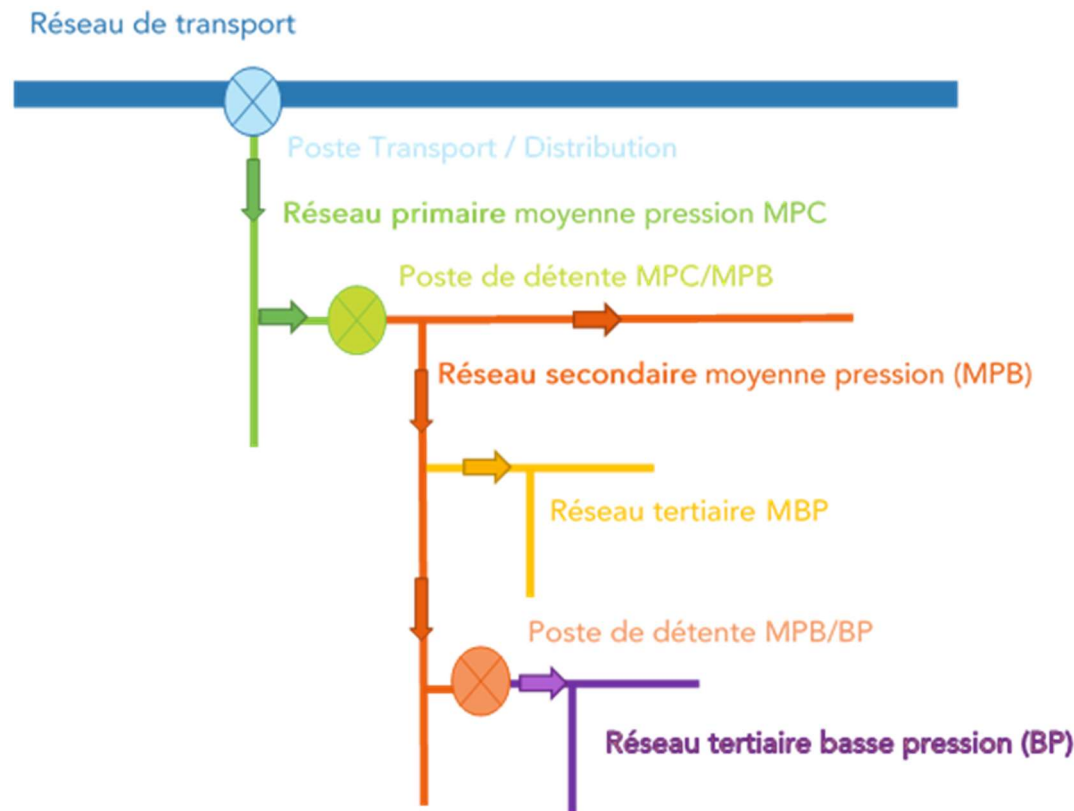 Réseau de transport
Poste Transport / Distribution
Réseau primaire moyenne pression MPC
Poste de détente MPC/MPB
Réseau secondaire moyenne pression (MPB)
Réseau tertiaire MBP
Poste de détente MPB/BP
Réseau tertiaire basse pression (BP)